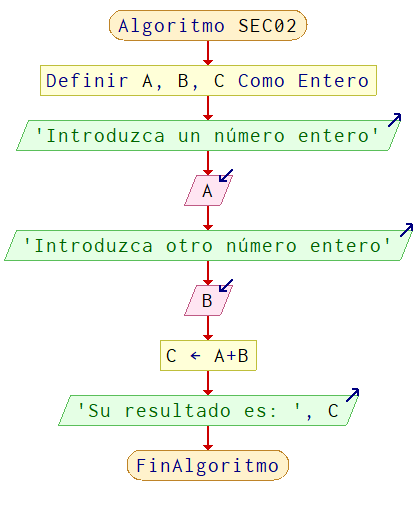 Algoritmo SEC02
Definir A, B, C Como Entero
'Introduzca un número entero'
A
'Introduzca otro número entero'
B
C ← A+B
'Su resultado es: ', C
FinAlgoritmo